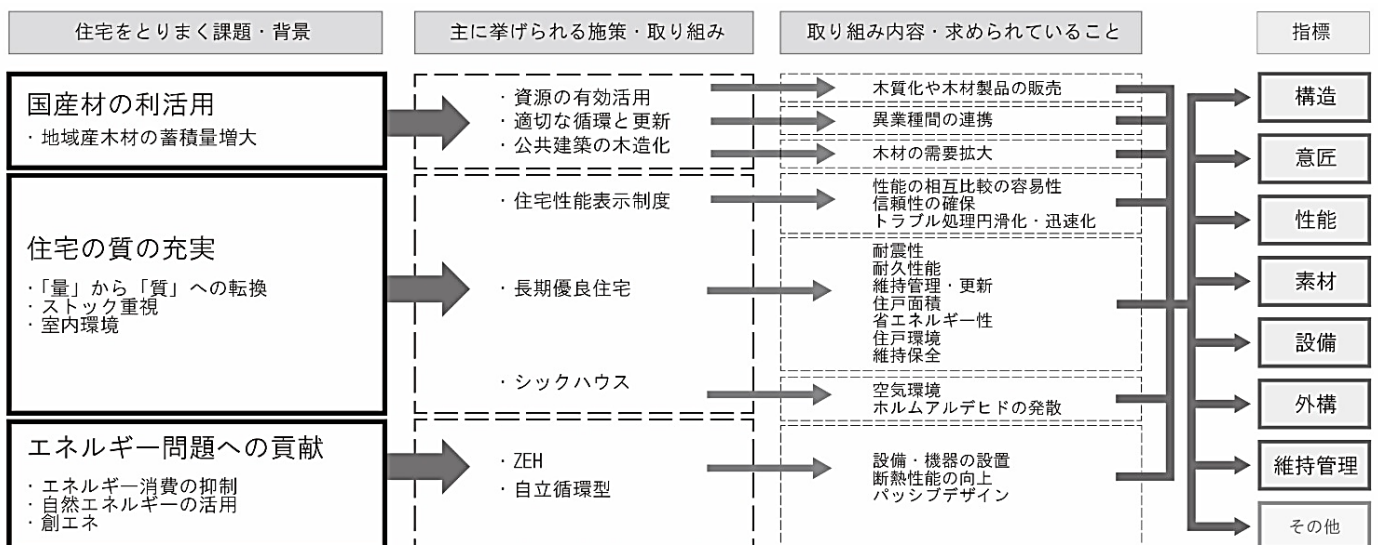 住宅をとりまく課題・背景
主に挙げられる施策・取り組み
取り組み内容・求められていること
指標
国産材の利活用
・地域産木材の蓄積量増大
・資源の有効活用
・適切な循環と更新
・公共建築の木造化
木質化や木材製品の販売
異業種間の連携
木材の需要拡大
住宅の質の充実
・「量」から「質」への転換
・ストック重視
・室内環境
・住宅性能表示制度
・長期優良住宅
・シックハウス
性能の相互比較の容易性
信頼性の確保
トラブル処理円滑化・迅速化
耐震性
耐久性能
維持管理・更新
住戸面積
省エネルギー性
住戸環境
維持保全
空気環境
ホルムアルデヒドの発散
エネルギー問題への貢献
・エネルギー消費の抑制
・自然エネルギーの活用
・創エネ
・ZEH
・自立循環型
設備・機器の設置
断熱性能の向上
パッシブデザイン
構造
意匠
性能
素材
設備
外構
維持管理
その他